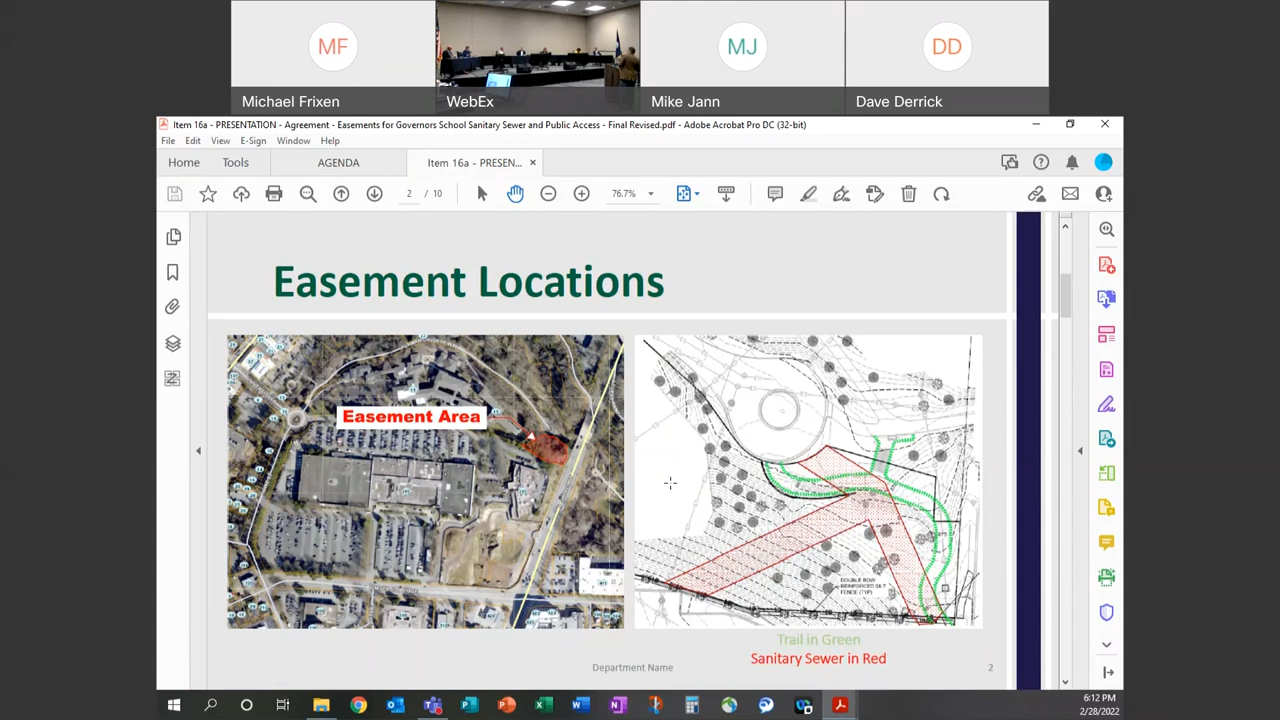 MF
MJ
DD
Michael Frixen
WebEx
Mike Jann
Dave Derrick
Item 16a - PRESENTATION - Agreement - Easements for Governors School Sanitary Sewer and Public Access - Final Revised.pdf - Adobe Acrobat Pro DC (32-bit)
File Edit View E-Sign Window Help
Home Tools AGENDA Item 16a - PRESEN... ×
2 / 10 76.7%
Easement Locations
Easement Area
DOUBLE ROW
REINFORCED SILT
FENCE (TYP)
Trail in Green
Sanitary Sewer in Red
Department Name 2
6:12 PM
2/28/2022